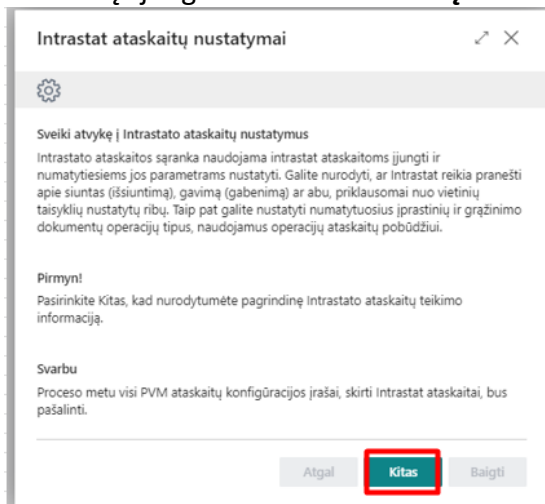 Intrastat ataskaitų nustatymai
Sveiki atvykę į Intrastato ataskaitų nustatymus
Intrastato ataskaitos sąranka naudojama intrastat ataskaitoms įjungti ir
numatytiesiems jos parametrams nustatyti. Galite nurodyti, ar Intrastat reikia pranešti
apie siuntas (išsiuntimą), gavimą (gabenimą) ar abu, priklausomai nuo vietinių
taisyklių nustatytų ribų. Taip pat galite nustatyti numatytuosius įprastinių ir grąžinimo
dokumentų operacijų tipus, naudojamus operacijų ataskaitų pobūdžiui.
Pirmyn!
Pasirinkite Kitas, kad nurodytumėte pagrindinę Intrastato ataskaitų teikimo
informaciją.
Svarbu
Proceso metu visi PVM ataskaitų konfigūracijos įrašai, skirti Intrastat ataskaitai, bus
pašalinti.
Atgal Kitas Baigti